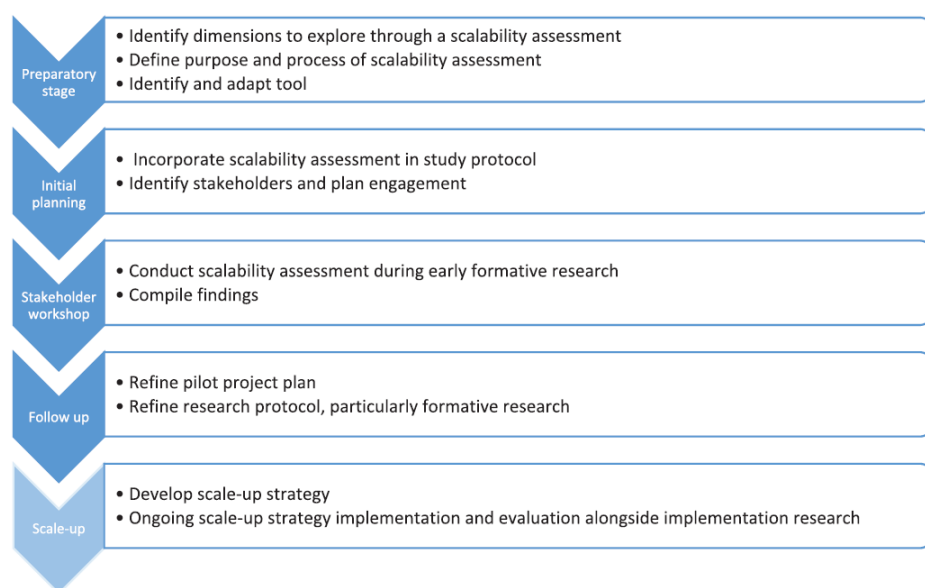 Preparatory
stage
• Identify dimensions to explore through a scalability assessment
• Define purpose and process of scalability assessment
• Identify and adapt tool
Initial
planning
• Incorporate scalability assessment in study protocol
• Identify stakeholders and plan engagement
Stakeholder
workshop
• Conduct scalability assessment during early formative research
• Compile findings
Follow up
• Refine pilot project plan
• Refine research protocol, particularly formative research
Scale-up
• Develop scale-up strategy
• Ongoing scale-up strategy implementation and evaluation alongside implementation research